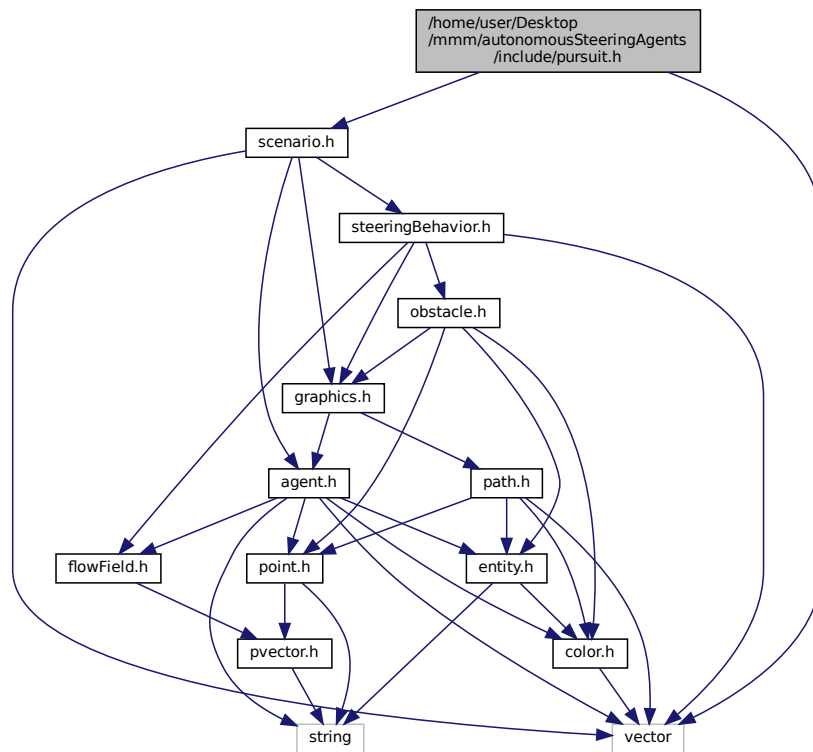 /home/user/Desktop
/mmm/autonomousSteeringAgents
/include/pursuit.h
scenario.h
steeringBehavior.h
obstacle.h
graphics.h
agent.h
path.h
flowField.h
point.h
entity.h
pvector.h
color.h
string
vector